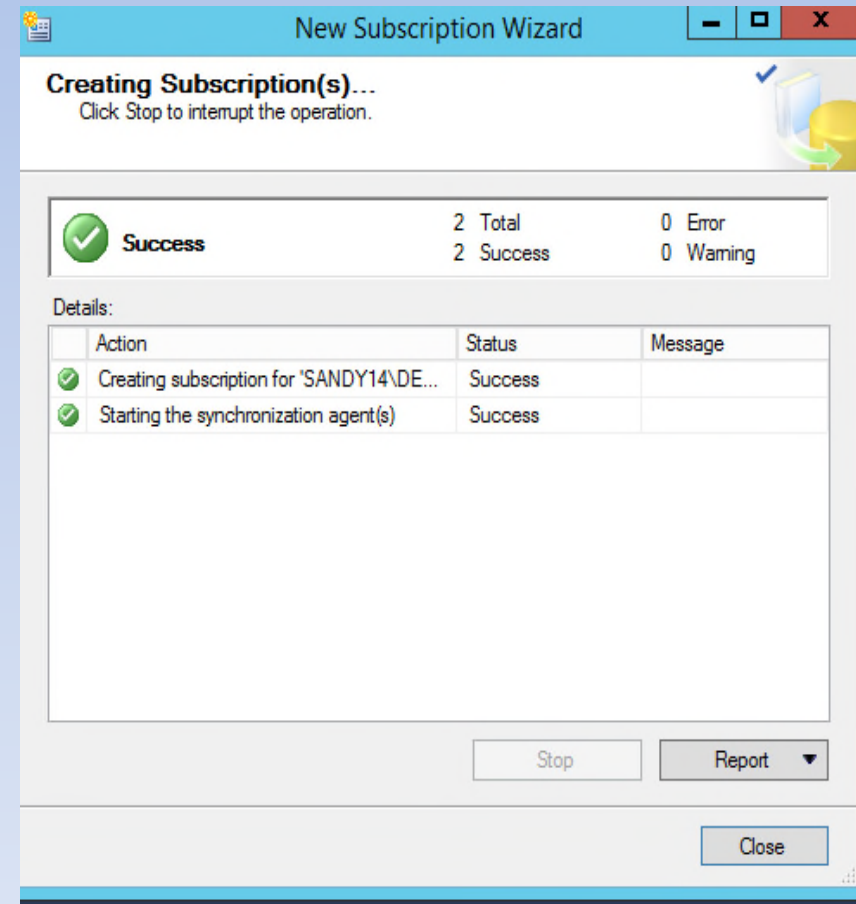 New Subscription Wizard
Creating Subscription(s)...
Click Stop to interrupt the operation.
Success
2 Total
0 Error
2 Success
0 Warning
Details:
Action Status Message
Creating subscription for 'SANDY14\DE... Success
Starting the synchronization agent(s) Success
Stop
Report
Close